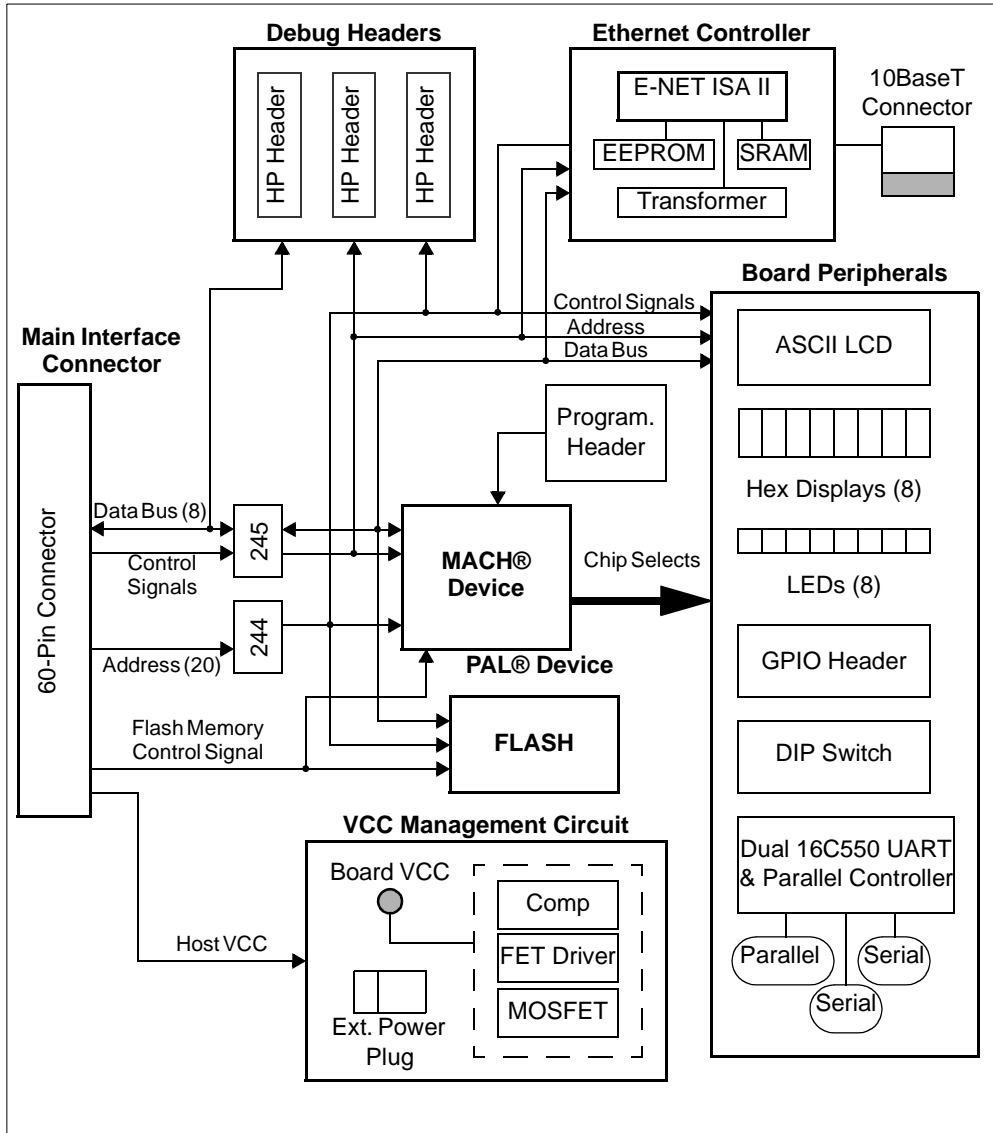 Debug Headers
HP Header
HP Header
HP Header
Ethernet Controller
E-NET ISA II
EEPROM
SRAM
Transformer
10BaseT
Connector
Main Interface
Connector
60-Pin Connector
Data Bus (8)
Control
Signals
Address (20)
Flash Memory
Control Signal
Host VCC
245
244
Control Signals
Address
Data Bus
Program.
Header
MACH® 
Device
PAL® Device
FLASH
Chip Selects
Board Peripherals
ASCII LCD
Hex Displays (8)
LEDs (8)
GPIO Header
DIP Switch
Dual 16C550 UART
& Parallel Controller
Parallel
Serial
Serial
VCC Management Circuit
Board VCC
Ext. Power
Plug
Comp
FET Driver
MOSFET